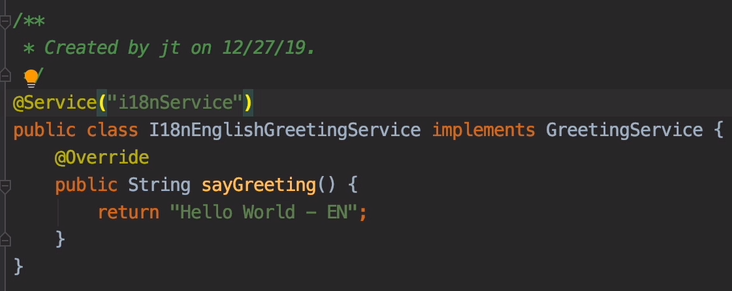 /**
 * Created by jt on 12/27/19.
 */
@Service("i18nService")
public class I18nEnglishGreetingService implements GreetingService {
    @Override
    public String sayGreeting() {
        return "Hello World - EN";
    }
}